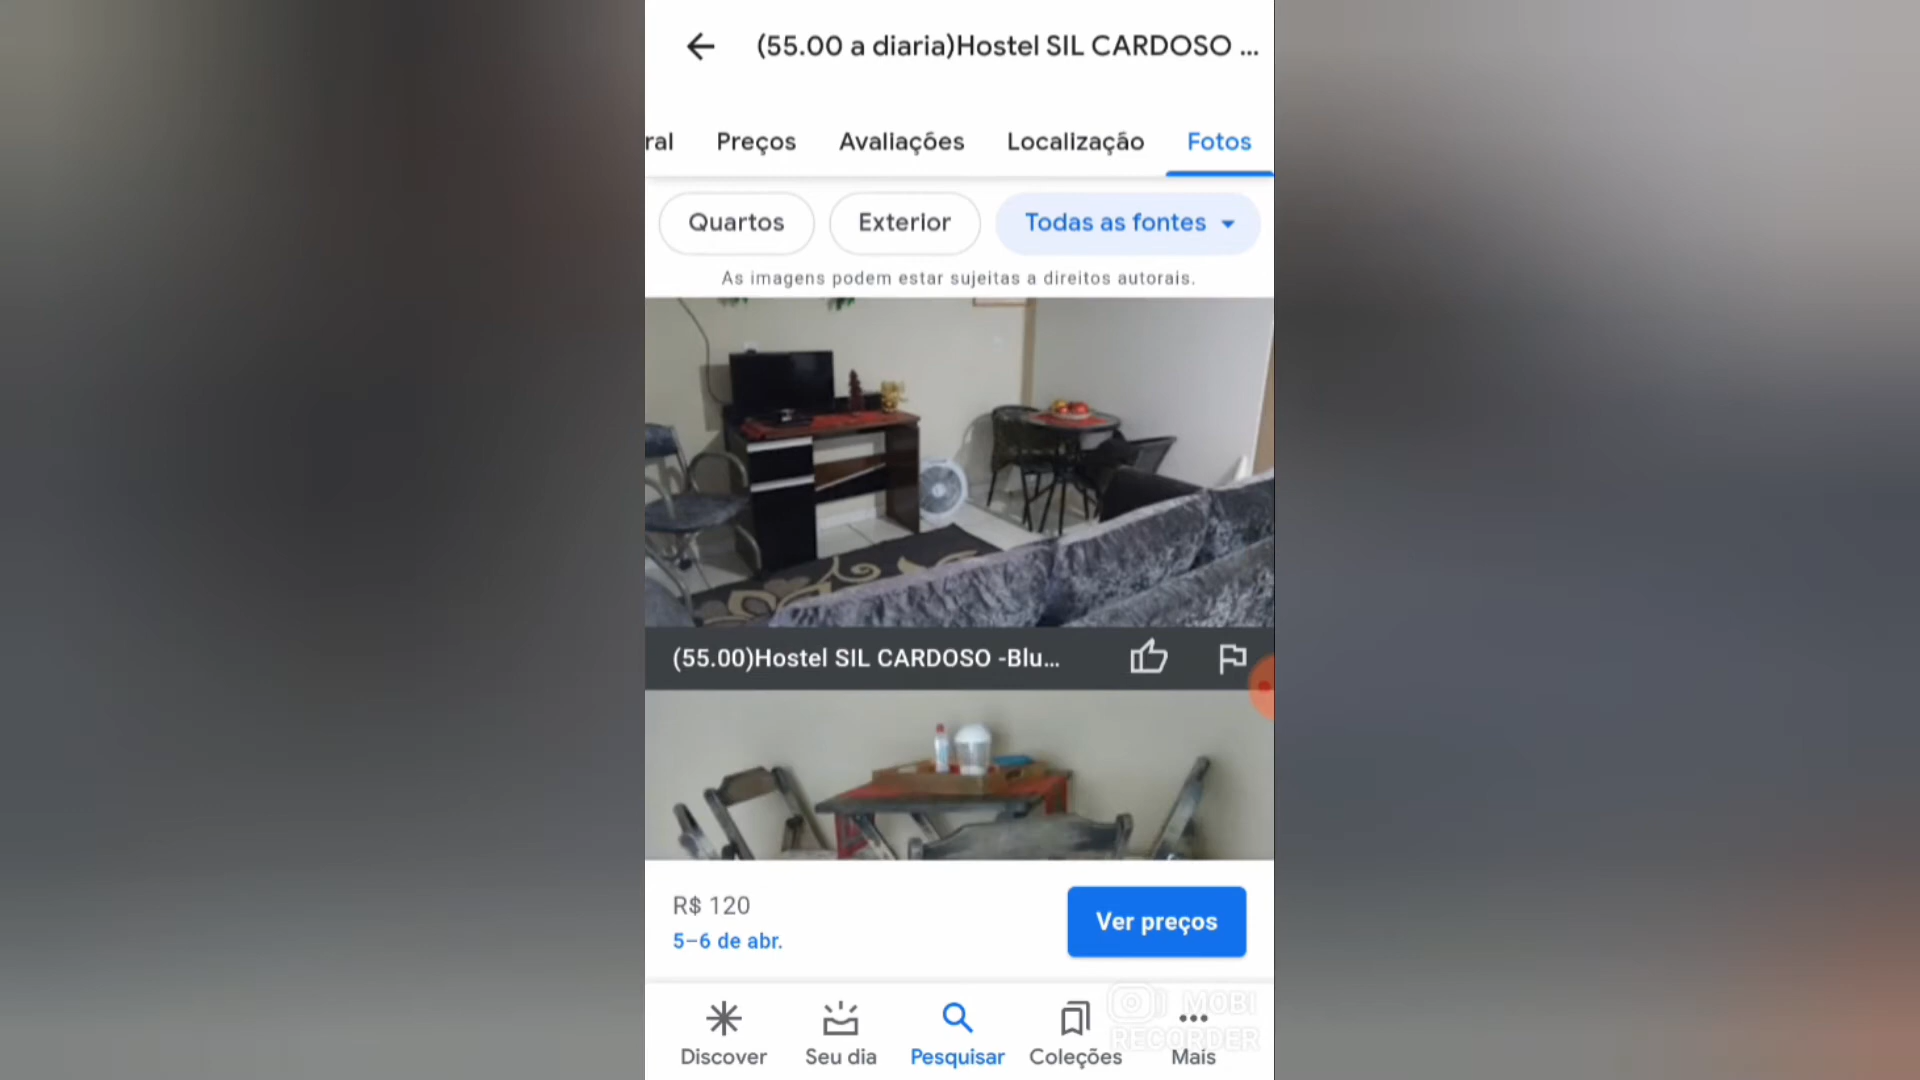 (55.00 a diaria)Hostel SIL CARDOSO ...
ral Preços Avaliações Localização Fotos
Quartos Exterior Todas as fontes
As imagens podem estar sujeitas a direitos autorais.
(55.00)Hostel SIL CARDOSO -Blu...
R$ 120
5–6 de abr.
Ver preços
MOBI
RECORDER
Discover Seu dia Pesquisar Coleções Mais